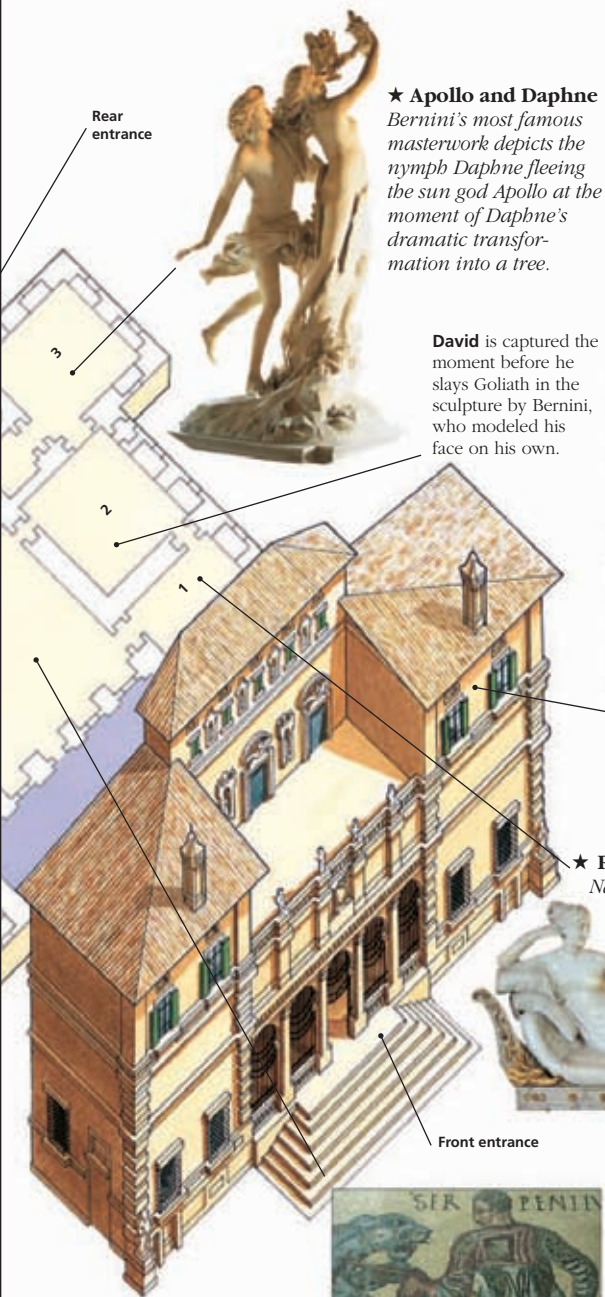 Rear
entrance
★ Apollo and Daphne
Bernini's most famous
masterwork depicts the
nymph Daphne fleeing
the sun god Apollo at the
moment of Daphne's
dramatic transfor-
mation into a tree.
David is captured the
moment before he
slays Goliath in the
sculpture by Bernini,
who modeled his
face on his own.
3
2
1
★
Front entrance
SER PENIIV